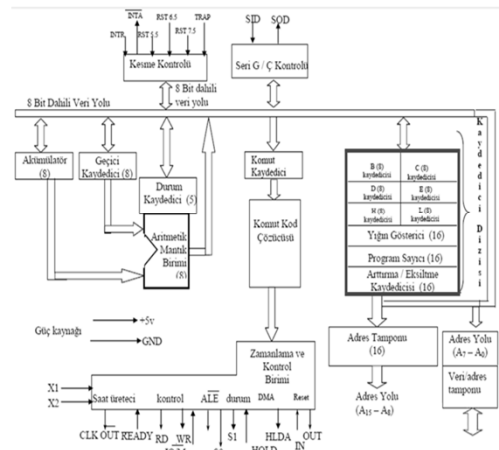 INTA RST 6.5 TRAP
INTR RST 5.5 RST 7.5
SID SOD
Kesme Kontrolü
Seri G / Ç Kontrolü
8 Bit dahili
veri yolu
8 Bit Dahili Veri Yolu
Kaydedici Dizisi
Akümülatör
(8)
Geçici
Kaydedici (8)
Durum
Kaydedici (5)
Komut
Kaydedici
B (8)
kaydedicisi
C (8)
kaydedicisi
D (8)
kaydedicisi
E (8)
kaydedicisi
H (8)
kaydedicisi
L (8)
kaydedicisi
Yığın Gösterici (16)
Program Sayıcı (16)
Arttırma / Eksiltme
Kaydedicisi (16)
Aritmetik
Mantık
Birimi
(8)
Komut Kod
Çözücüsü
Güç kaynağı
+5v
GND
Adres Tamponu
(16)
Adres Yolu
(A7 – A0)
Veri/adres
tamponu
Adres Yolu
(A15 – A8)
Zamanlama ve
Kontrol
Birimi
X1
X2
Saat üreteci kontrol ALE durum DMA Reset
CLK OUT READY RD WR S1 HLDA IN OUT
HOLD